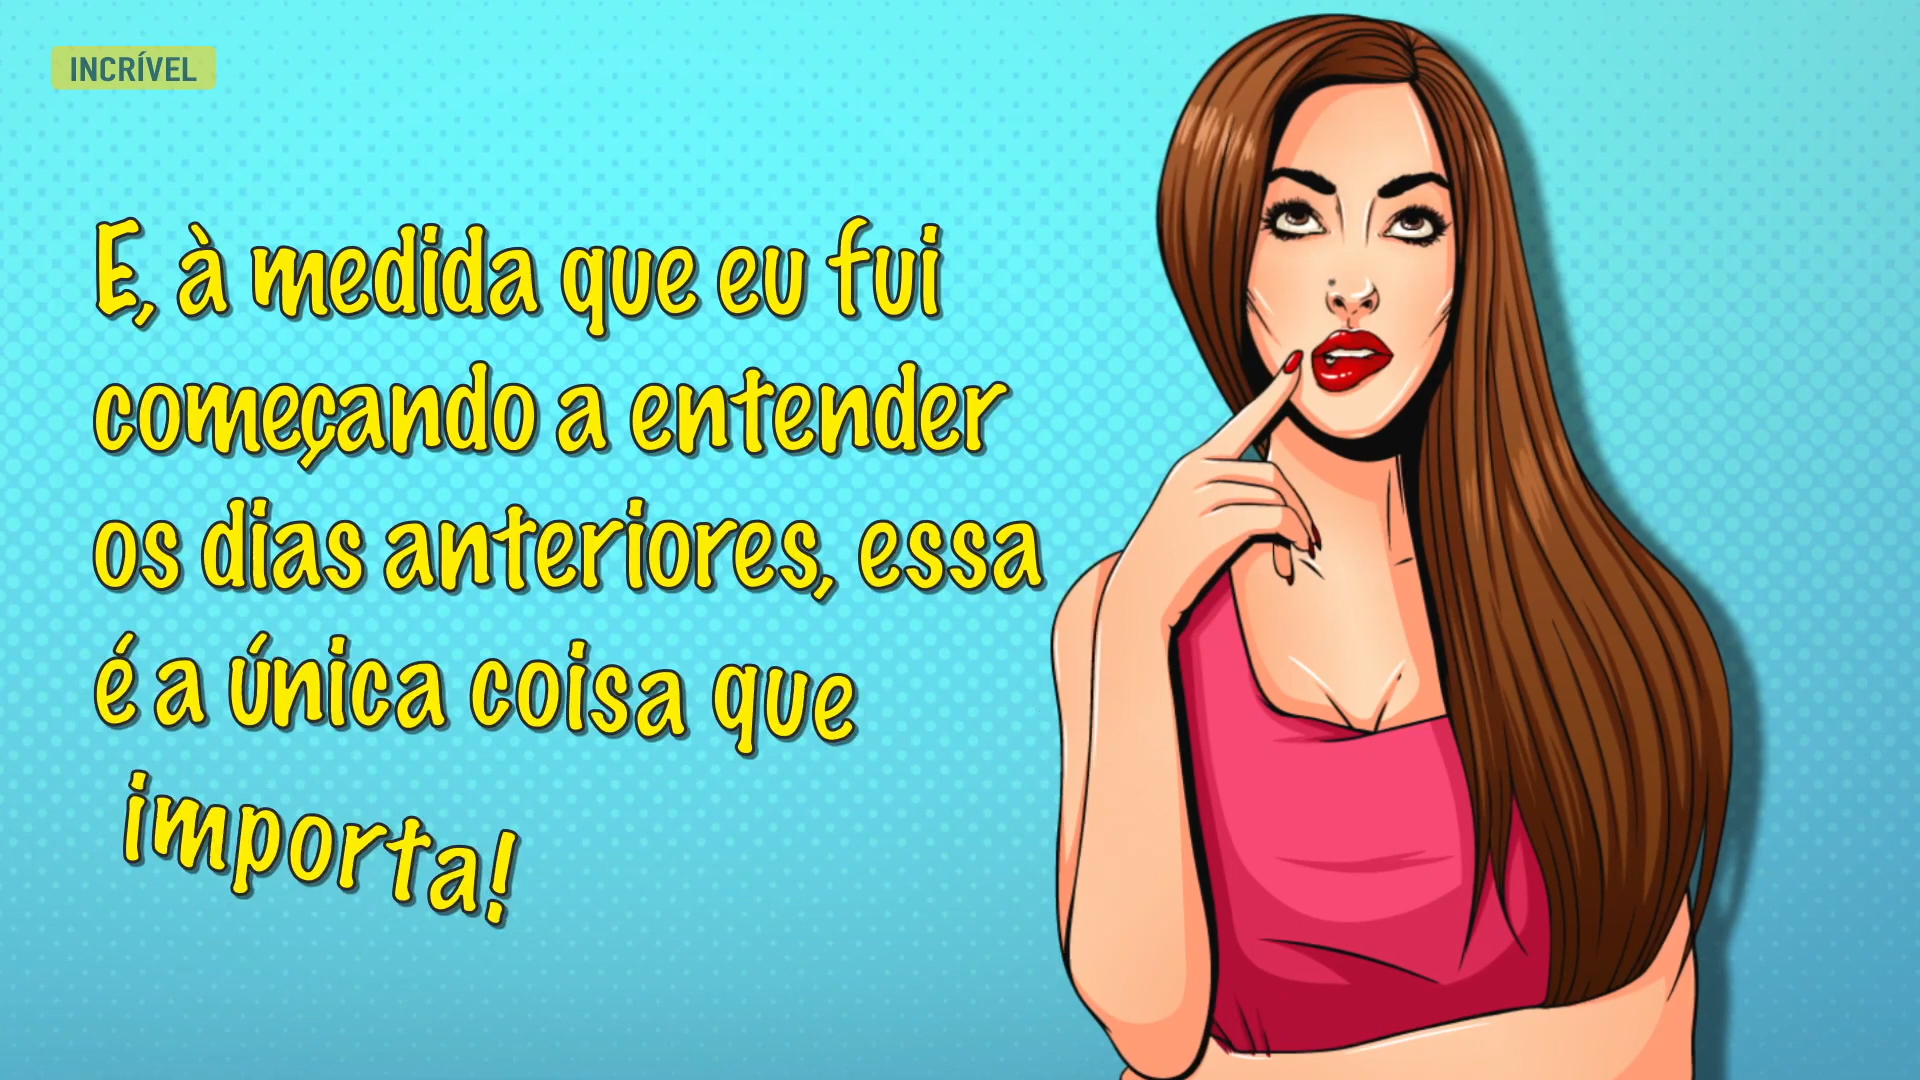 INCRÍVEL
E, à medida que eu fui
começando a entender
os dias anteriores, essa
é a única coisa que
importa!